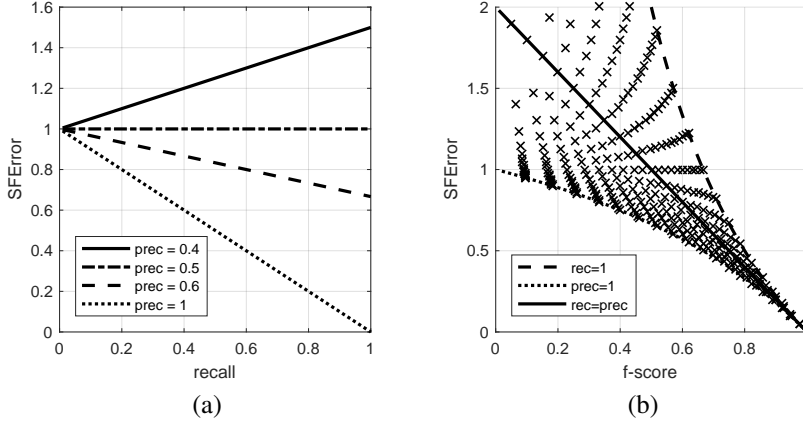 1.6
1.4
1.2
1
0.8
0.6
0.4
0.2
0
SFError
prec = 0.4
prec = 0.5
prec = 0.6
prec = 1
0 0.2 0.4 0.6 0.8 1
recall
(a)
2
1.5
1
0.5
0
SFError
rec=1
prec=1
rec=prec
0 0.2 0.4 0.6 0.8
f-score
(b)